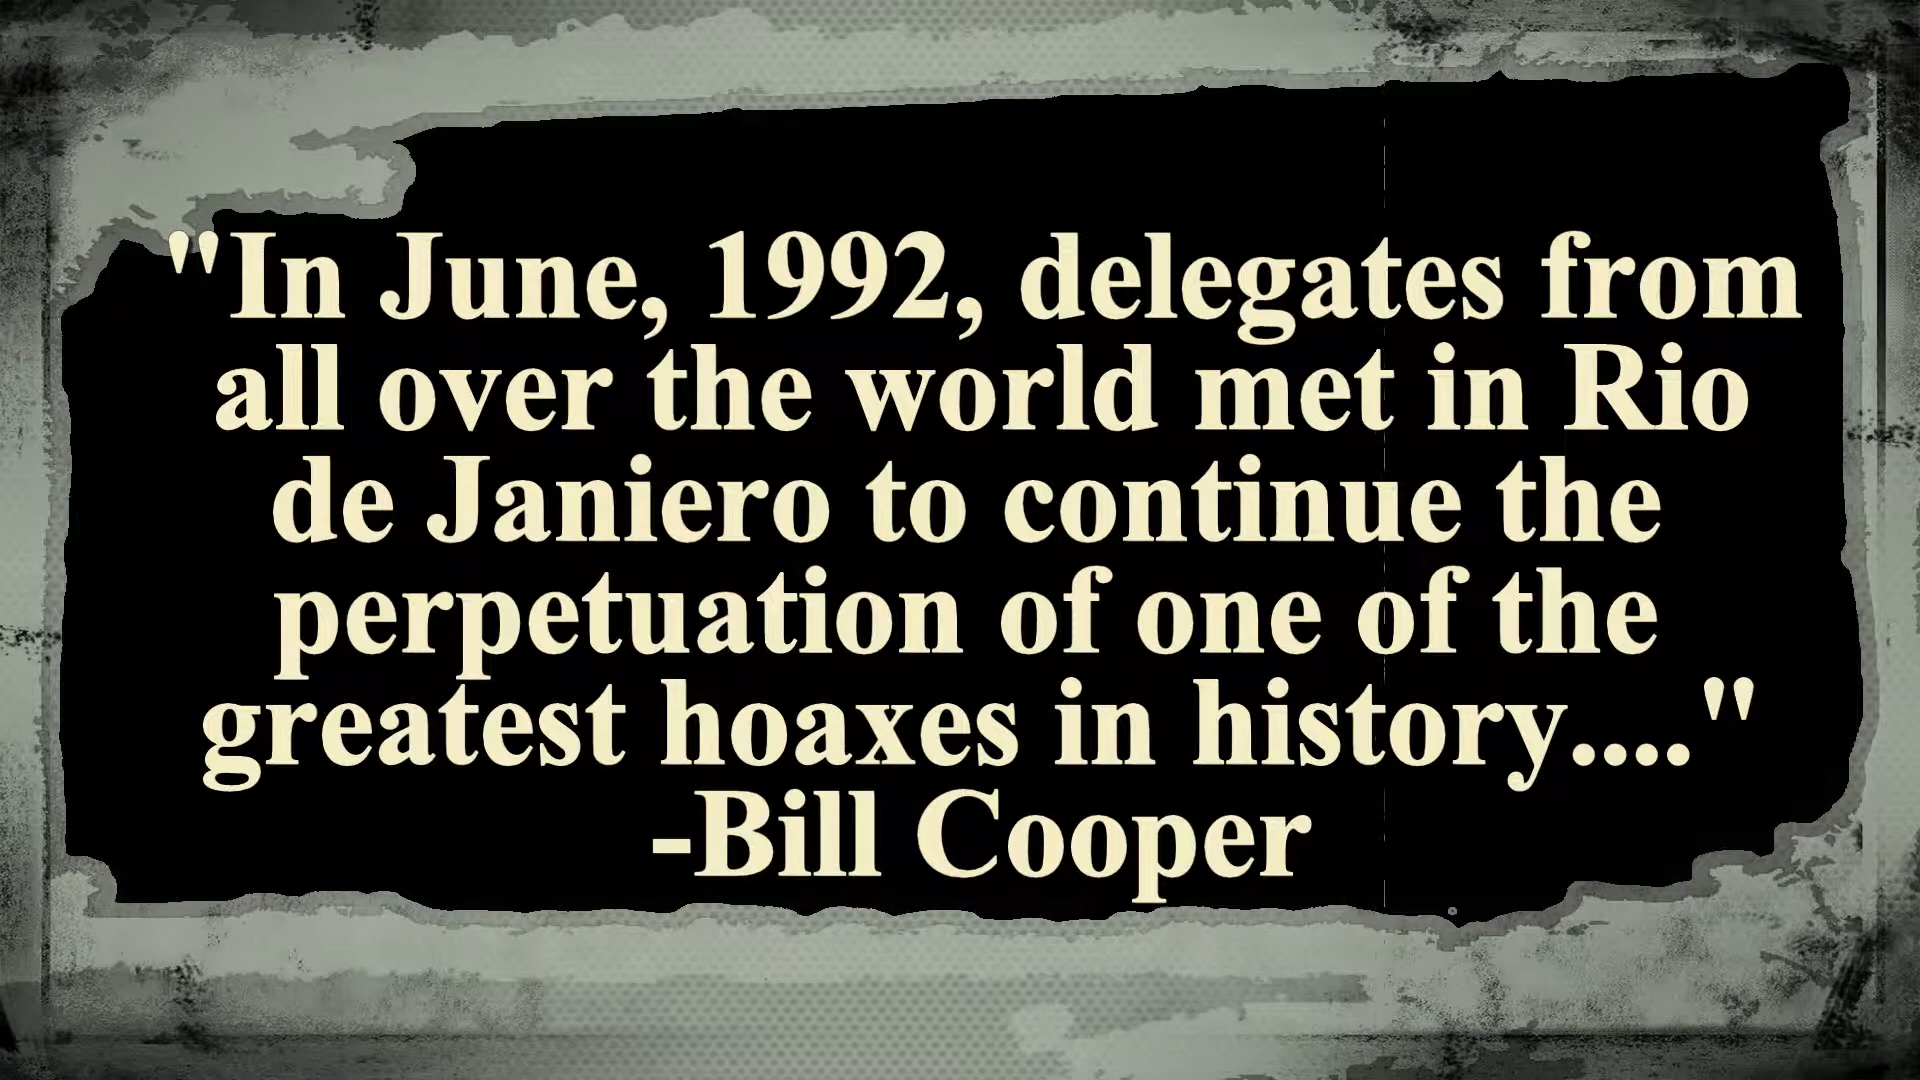 "In June, 1992, delegates from
all over the world met in Rio
de Janiero to continue the
perpetuation of one of the
greatest hoaxes in history...."
-Bill Cooper